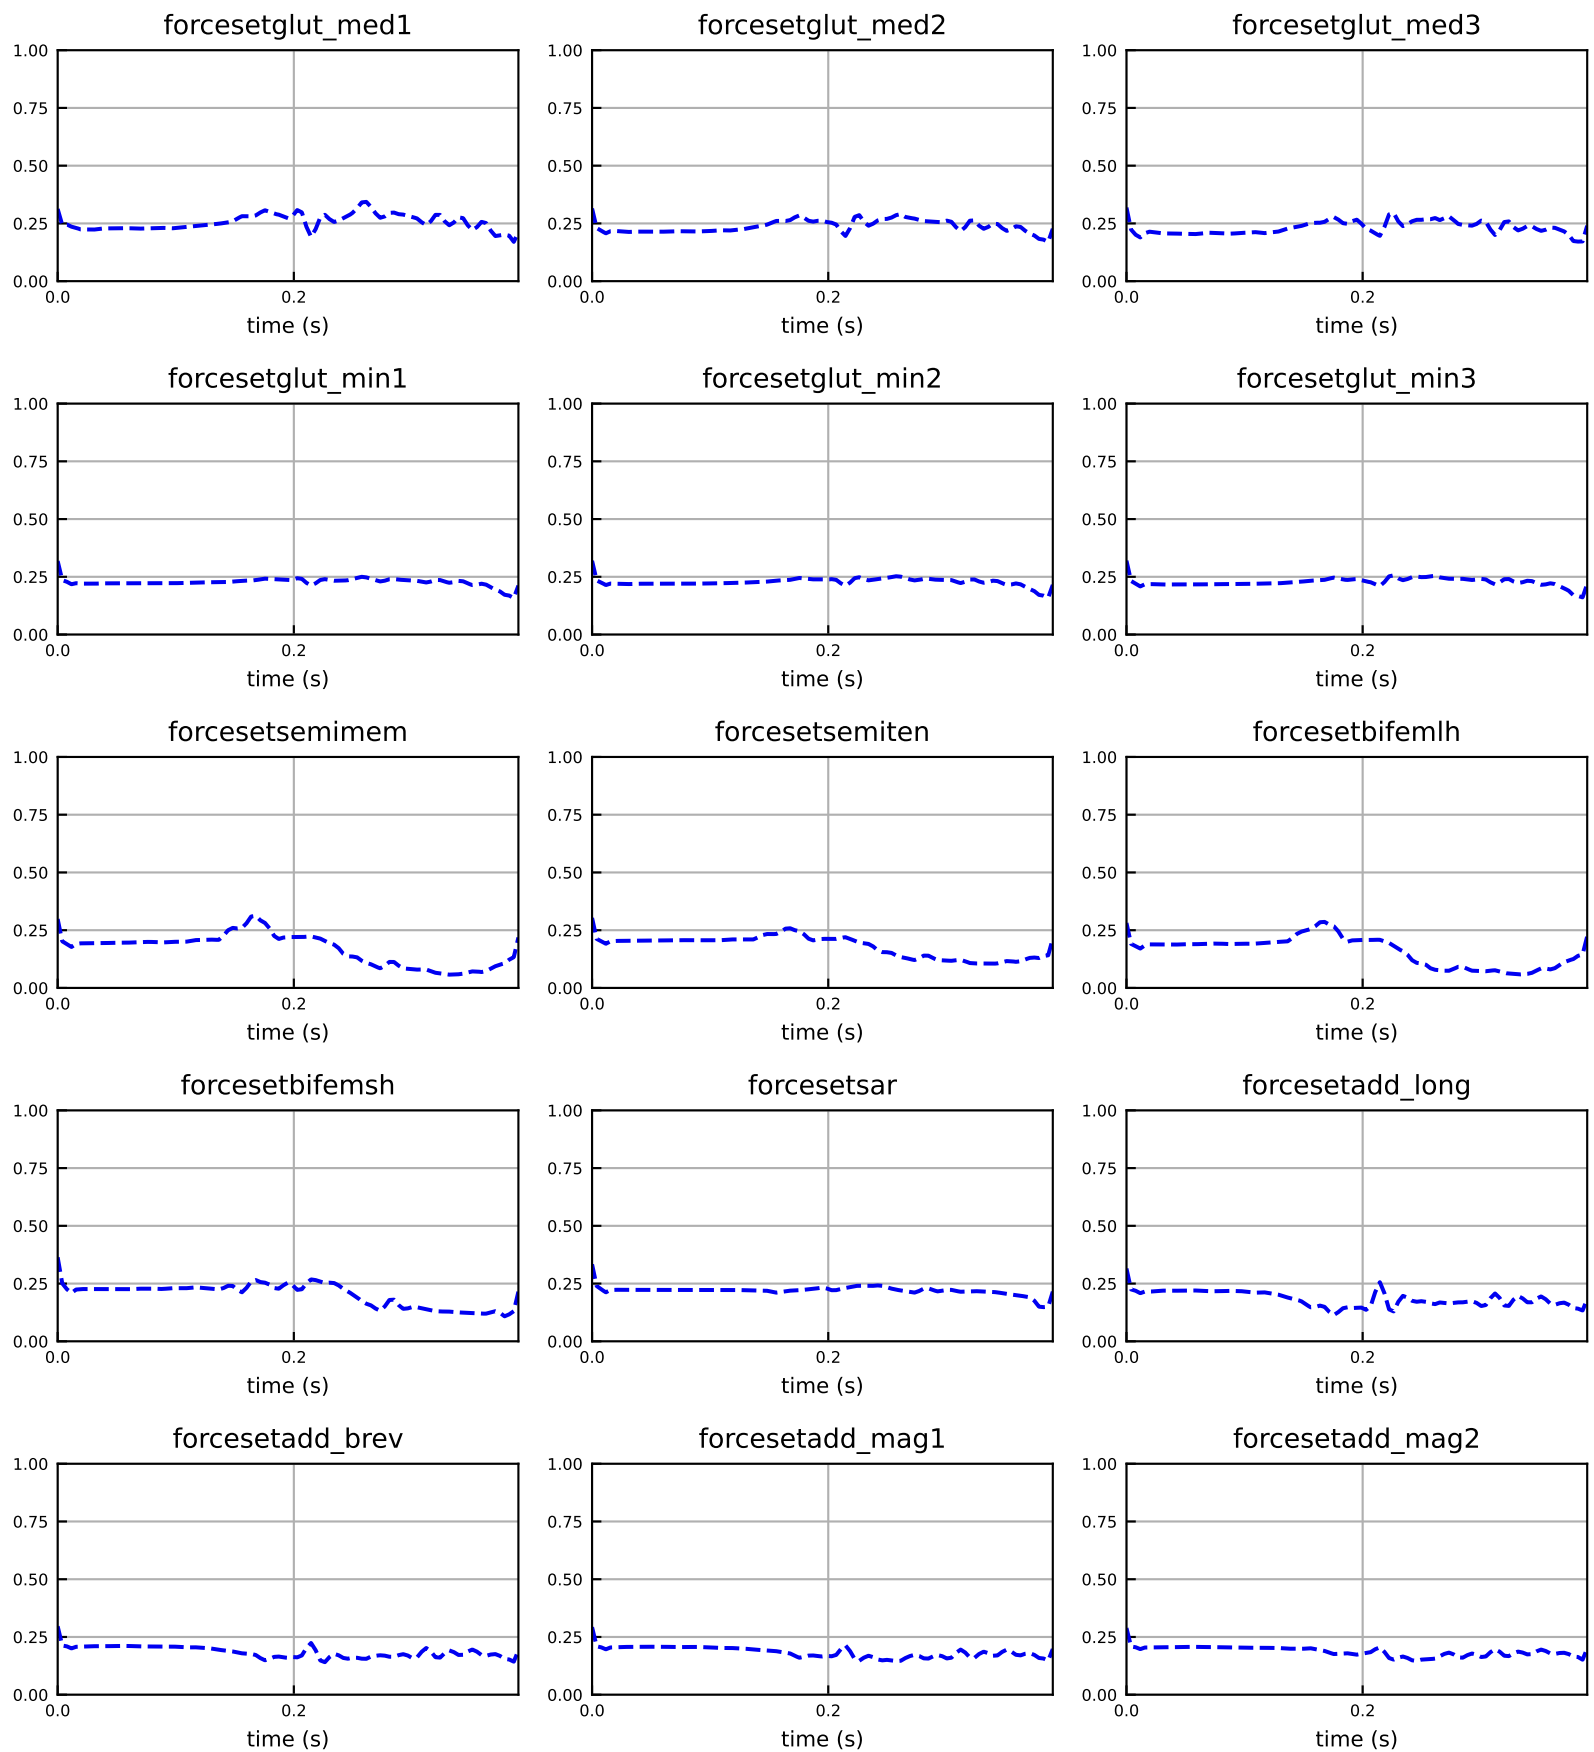 forcesetglut_med1 forcesetglut_med2 forcesetglut_med3
1.00 1.00 1.00
0.75 0.75 0.75
0.50 0.50 0.50
0.25 0.25 0.25
0.00 0.00 0.00
0.0 0.2 0.0 0.2 0.0 0.2
time (s) time (s) time (s)
forcesetglut_min1 forcesetglut_min2 forcesetglut_min3
1.00 1.00 1.00
0.75 0.75 0.75
0.50 0.50 0.50
0.25 0.25 0.25
0.00 0.00 0.00
0.0 0.2 0.0 0.2 0.0 0.2
time (s) time (s) time (s)
forcesetsemimem forcesetsemiten forcesetbifemlh
1.00 1.00 1.00
0.75 0.75 0.75
0.50 0.50 0.50
0.25 0.25 0.25
0.00 0.00 0.00
0.0 0.2 0.0 0.2 0.0 0.2
time (s) time (s) time (s)
forcesetbifemsh forcesetsar forcesetadd_long
1.00 1.00 1.00
0.75 0.75 0.75
0.50 0.50 0.50
0.25 0.25 0.25
0.00 0.00 0.00
0.0 0.2 0.0 0.2 0.0 0.2
time (s) time (s) time (s)
forcesetadd_brev forcesetadd_mag1 forcesetadd_mag2
1.00 1.00 1.00
0.75 0.75 0.75
0.50 0.50 0.50
0.25 0.25 0.25
0.00 0.00 0.00
0.0 0.2 0.0 0.2 0.0 0.2
time (s) time (s) time (s)